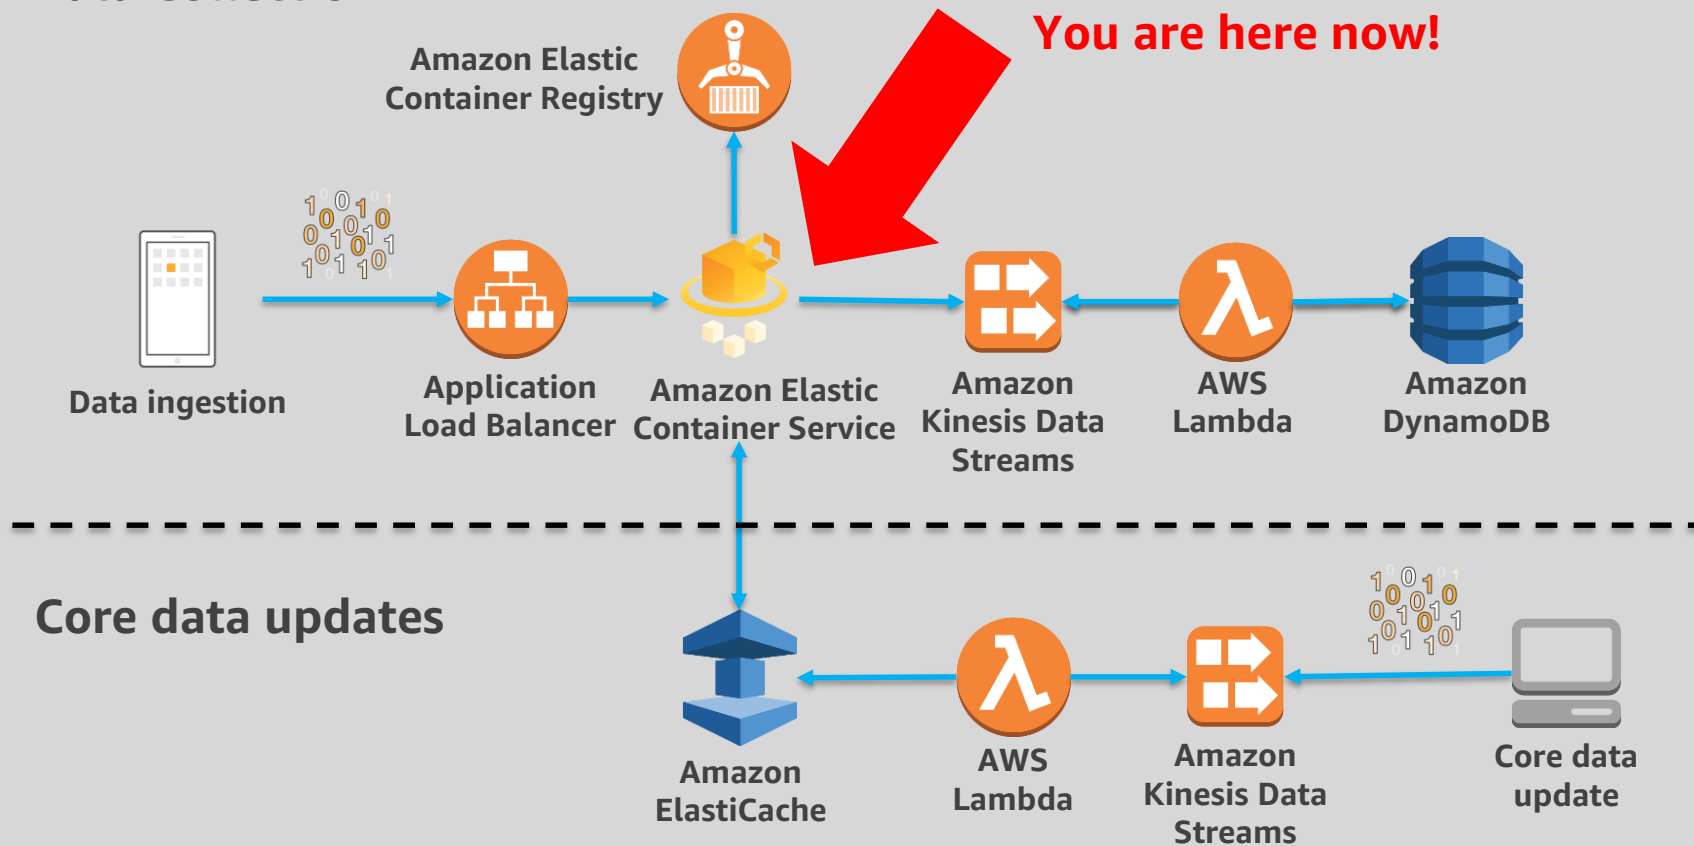 You are here now!
Amazon Elastic
Container Registry
Data ingestion
Application
Load Balancer
Amazon Elastic
Container Service
Amazon
Kinesis Data
Streams
AWS
Lambda
Amazon
DynamoDB
Core data updates
Amazon
ElastiCache
AWS
Lambda
Amazon
Kinesis Data
Streams
Core data
update